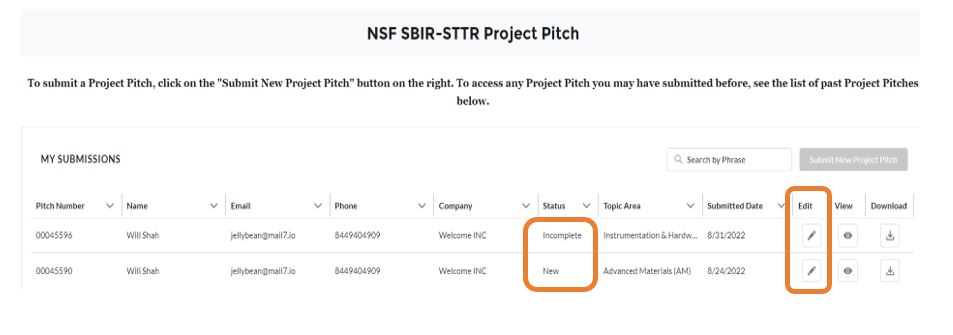 NSF SBIR-STTR Project Pitch
To submit a Project Pitch, click on the "Submit New Project Pitch" button on the right. To access any Project Pitch you may have submitted before, see the list of past Project Pitches
below.
MY SUBMISSIONS Search by Phrase Submit New Project Pitch
Pitch Number Name Email Phone Company Status Topic Area Submitted Date Edit View Download
00045596 Will Shah jellybean@mail7.io 8449404909 Welcome INC Incomplete Instrumentation & Hardw... 8/31/2022
00045590 Will Shah jellybean@mail7.io 8449404909 Welcome INC New Advanced Materials (AM) 8/24/2022